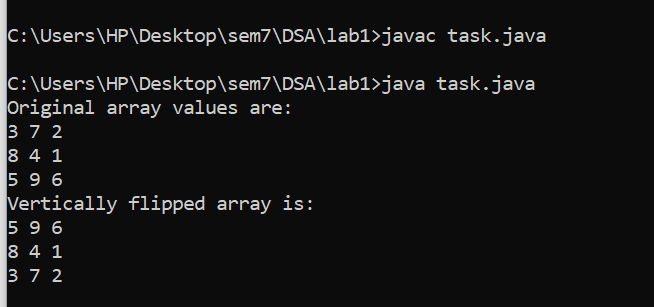 C:\Users\HP\Desktop\sem7\DSA\lab1>javac task.java
C:\Users\HP\Desktop\sem7\DSA\lab1>java task.java
Original array values are:
3 7 2
8 4 1
5 9 6
Vertically flipped array is:
5 9 6
8 4 1
3 7 2